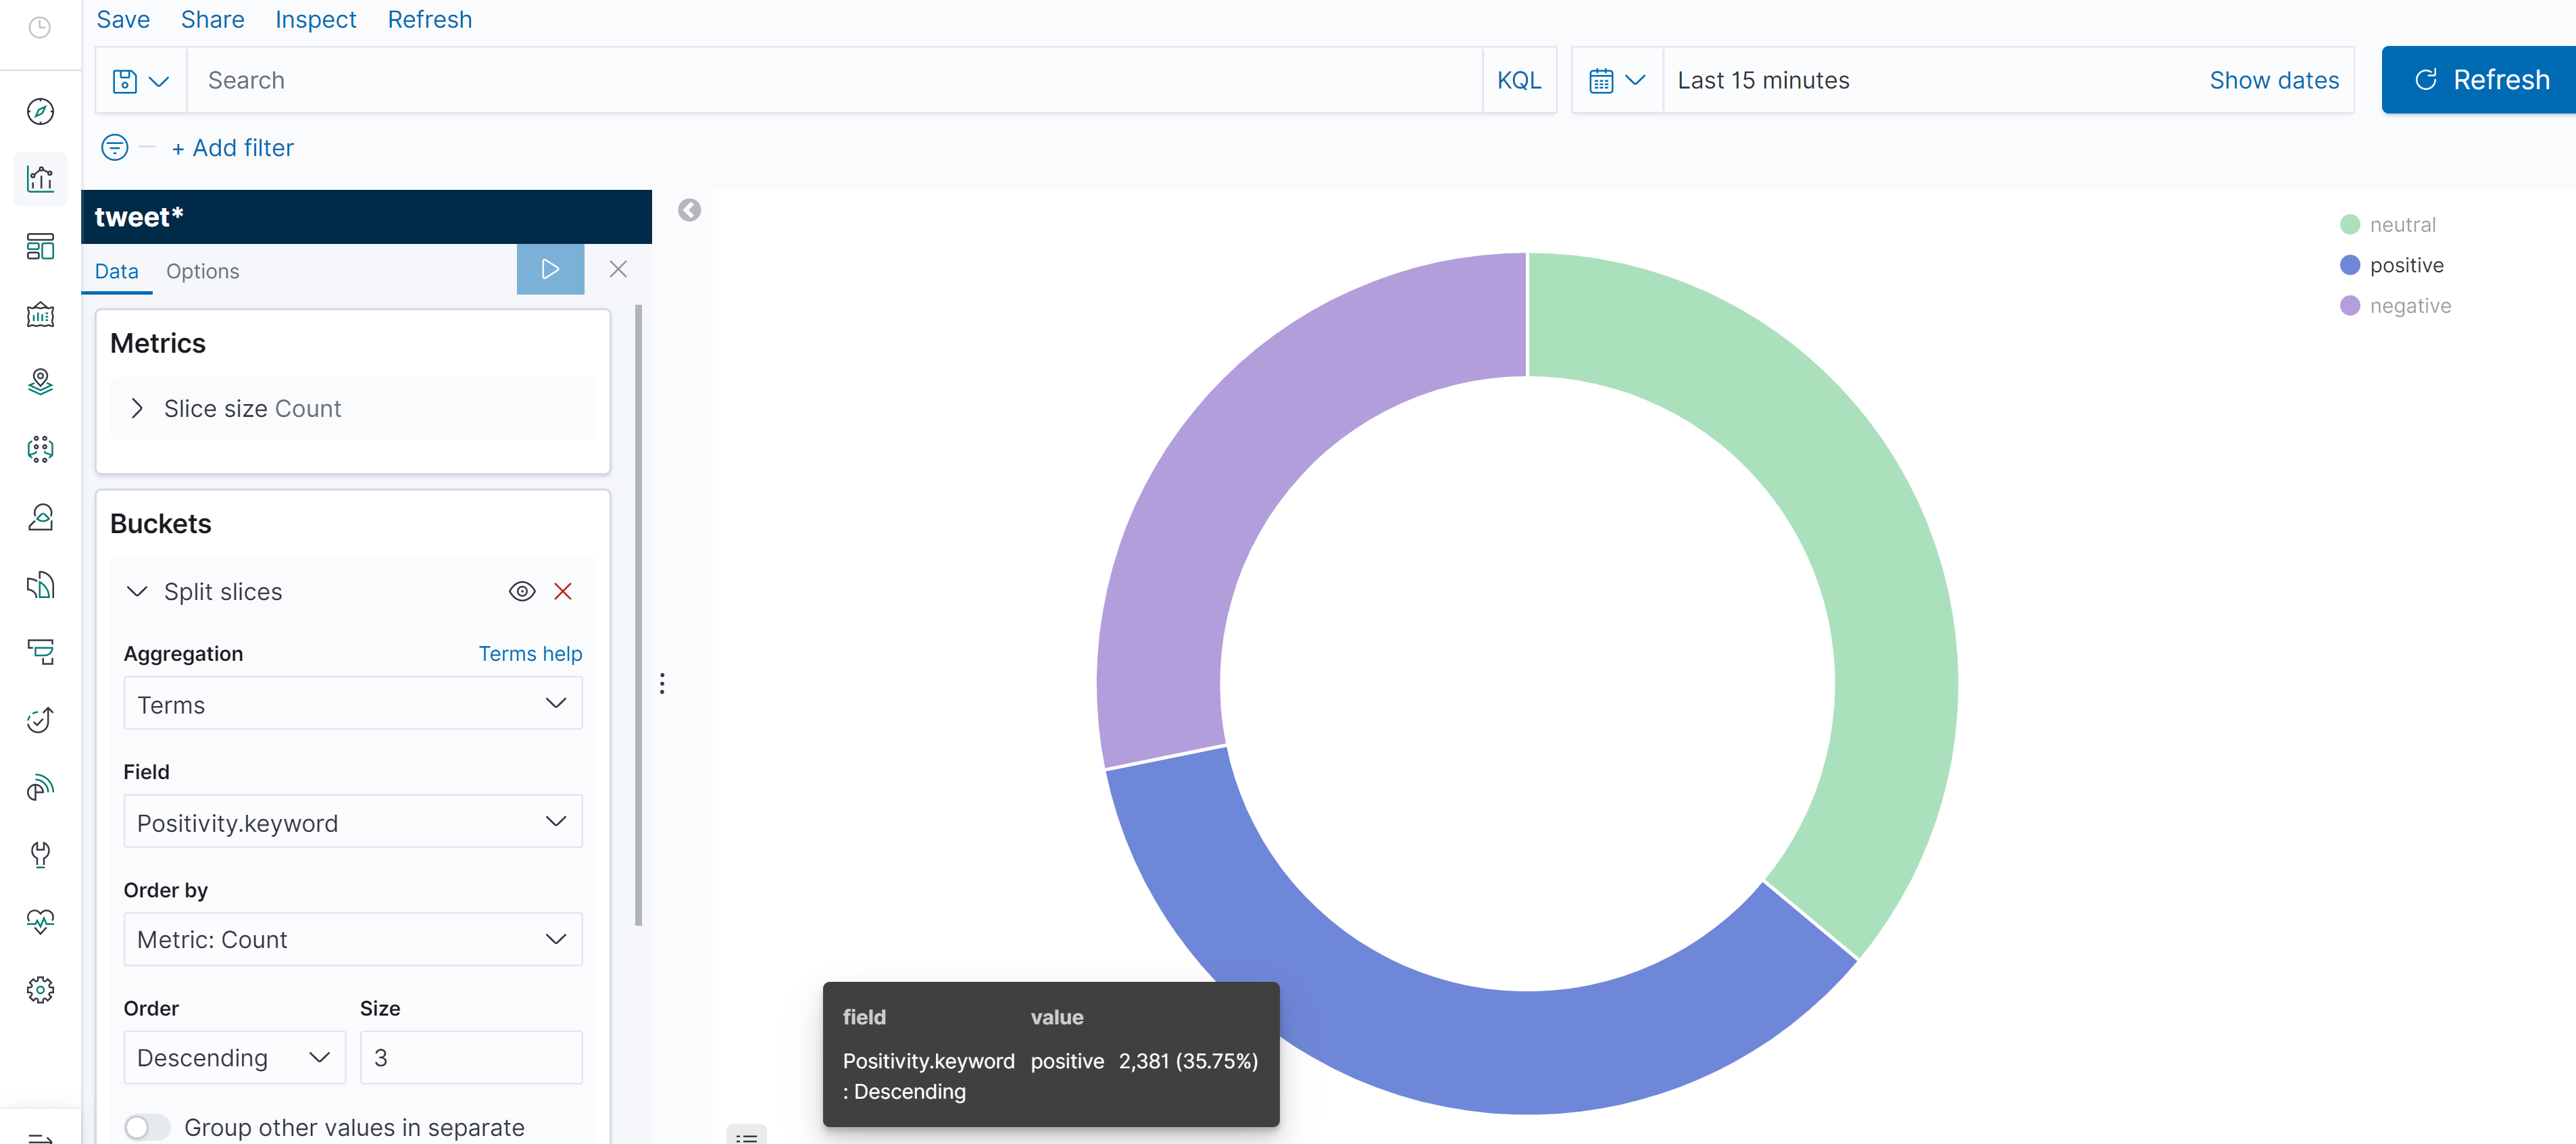 Save Share Inspect Refresh
Search KQL Last 15 minutes Show dates Refresh
+ Add filter
tweet*
Data Options
Metrics
Slice size Count
Buckets
Split slices
Aggregation Terms help
Terms
Field
Positivity.keyword
Order by
Metric: Count
Order Size
Descending 3
Group other values in separate
neutral
positive
negative
field value
Positivity.keyword positive 2,381 (35.75%)
: Descending